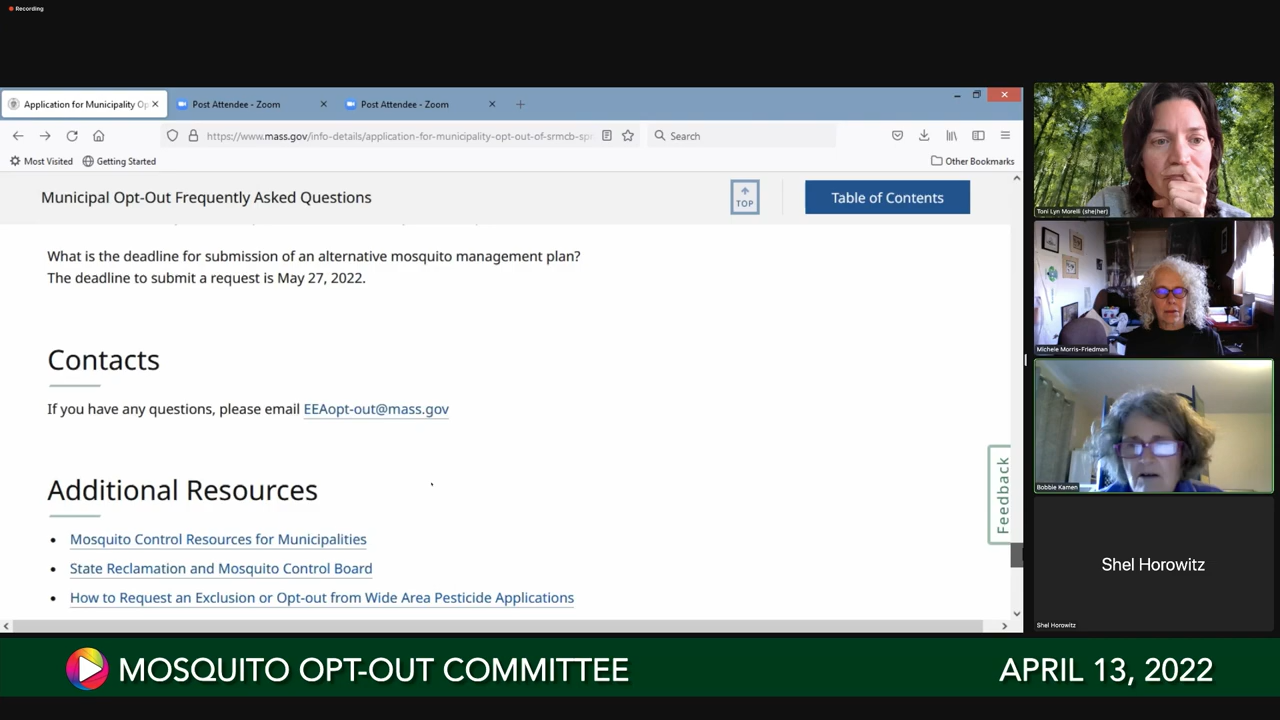 Recording
Application for Municipality Op
Post Attendee - Zoom
Post Attendee - Zoom
https://www.mass.gov/info-details/application-for-municipality-opt-out-of-srmcb-spr
Search
Most Visited
Getting Started
Other Bookmarks
Municipal Opt-Out Frequently Asked Questions
TOP
Table of Contents
What is the deadline for submission of an alternative mosquito management plan?
The deadline to submit a request is May 27, 2022.
Contacts
If you have any questions, please email EEAopt-out@mass.gov
Feedback
Additional Resources
Mosquito Control Resources for Municipalities
State Reclamation and Mosquito Control Board
How to Request an Exclusion or Opt-out from Wide Area Pesticide Applications
Toni Lyn Morelli (she|her)
Michele Morris-Friedman
Bobbie Kamen
Shel Horowitz
Shel Horowitz
MOSQUITO OPT-OUT COMMITTEE
APRIL 13, 2022